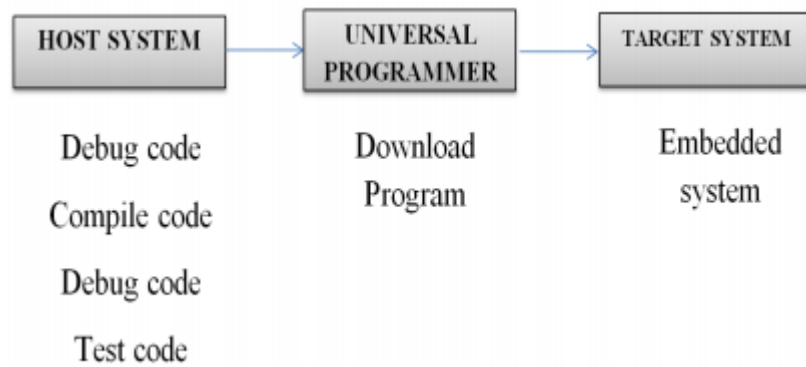 HOST SYSTEM
UNIVERSAL
PROGRAMMER
TARGET SYSTEM
Debug code
Compile code
Debug code
Test code
Download
Program
Embedded
system